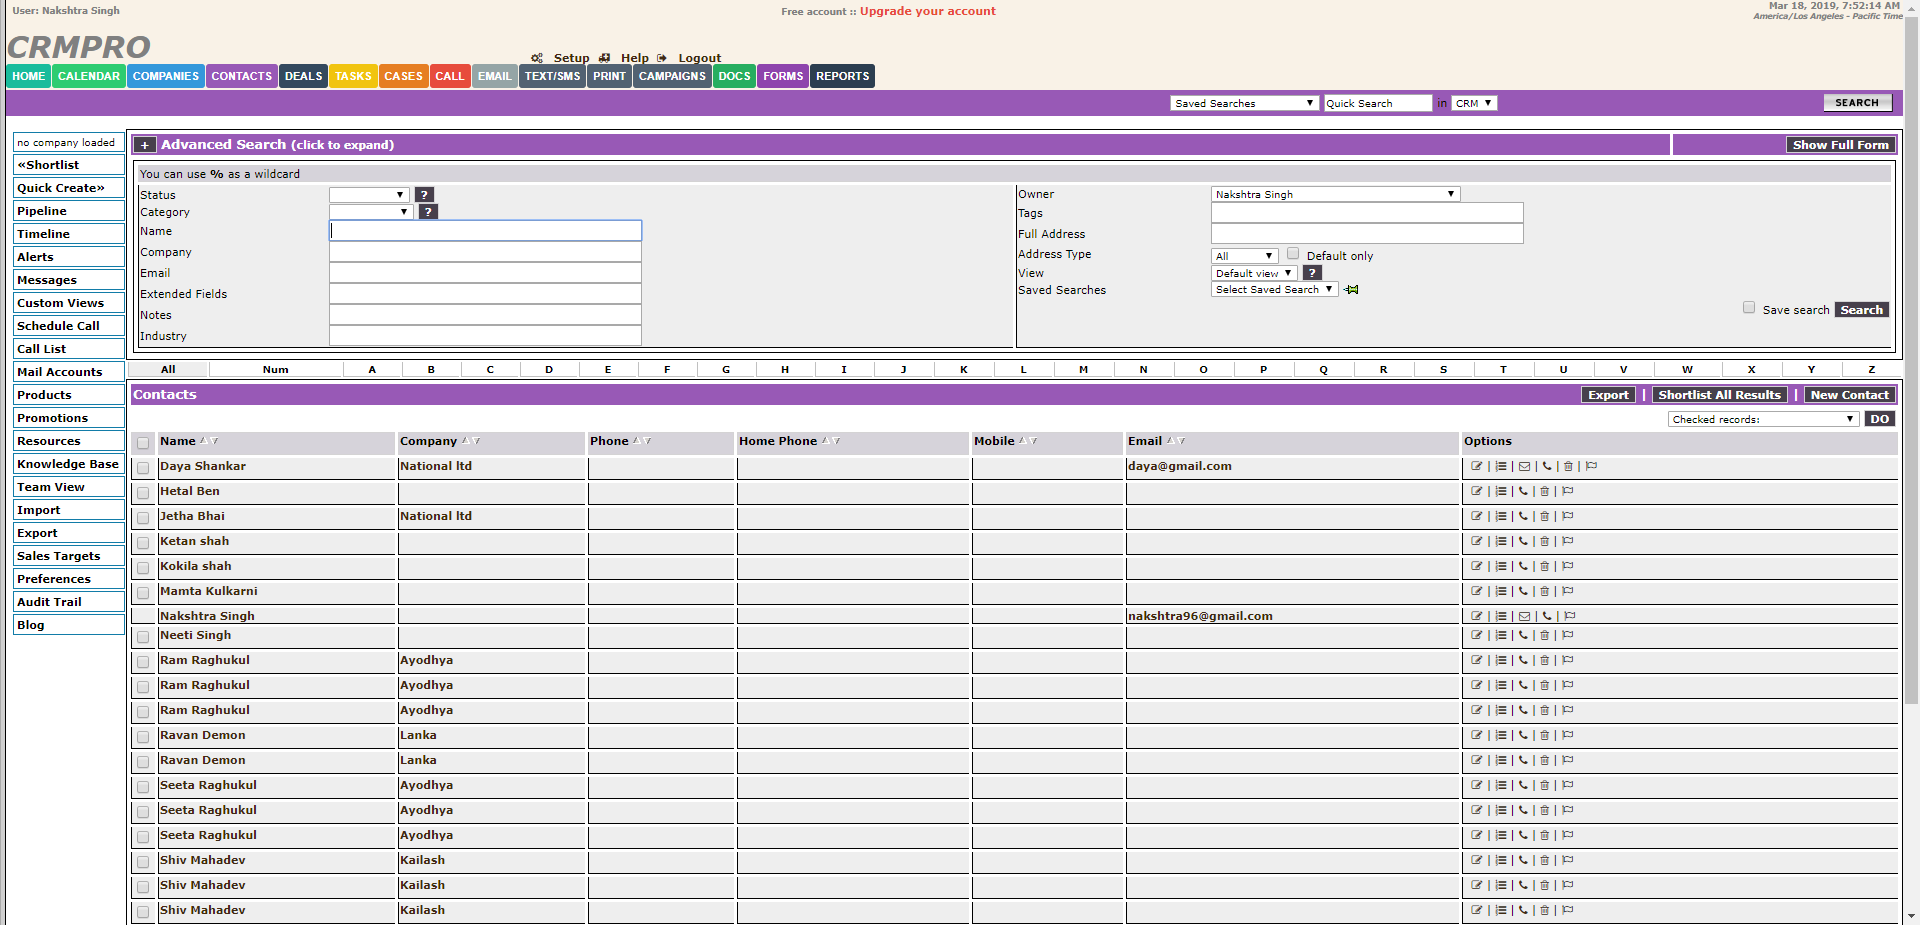 User: Nakshtra Singh
Free account :: Upgrade your account
Mar 18, 2019, 7:52:14 AM
America/Los Angeles - Pacific Time
CRMPRO
Setup Help Logout
HOME CALENDAR COMPANIES CONTACTS DEALS TASKS CASES CALL EMAIL TEXT/SMS PRINT CAMPAIGNS DOCS FORMS REPORTS
Saved Searches Quick Search in CRM SEARCH
no company loaded
«Shortlist
Quick Create»
Pipeline
Timeline
Alerts
Messages
Custom Views
Schedule Call
Call List
Mail Accounts
Products
Promotions
Resources
Knowledge Base
Team View
Import
Export
Sales Targets
Preferences
Audit Trail
Blog
+ Advanced Search (click to expand) Show Full Form
You can use % as a wildcard
Status ?
Category ?
Name
Company
Email
Extended Fields
Notes
Industry
Owner Nakshtra Singh
Tags
Full Address
Address Type All Default only
View Default view ?
Saved Searches Select Saved Search
Save search Search
All Num A B C D E F G H I J K L M N O P Q R S T U V W X Y Z
Contacts Export | Shortlist All Results | New Contact
Checked records: DO
Name Company Phone Home Phone Mobile Email Options
Daya Shankar National ltd daya@gmail.com | | | | |
Hetal Ben | | | |
Jetha Bhai National ltd | | | |
Ketan shah | | | |
Kokila shah | | | |
Mamta Kulkarni | | | |
Nakshtra Singh nakshtra96@gmail.com | | | |
Neeti Singh | | | |
Ram Raghukul Ayodhya | | | |
Ram Raghukul Ayodhya | | | |
Ram Raghukul Ayodhya | | | |
Ravan Demon Lanka | | | |
Ravan Demon Lanka | | | |
Seeta Raghukul Ayodhya | | | |
Seeta Raghukul Ayodhya | | | |
Seeta Raghukul Ayodhya | | | |
Shiv Mahadev Kailash | | | |
Shiv Mahadev Kailash | | | |
Shiv Mahadev Kailash | | | |